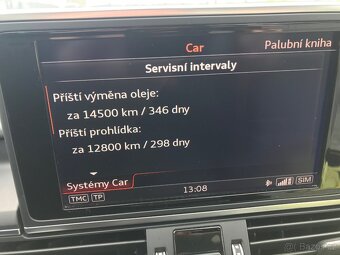 Car
Palubní kniha
Servisní intervaly
Příští výměna oleje:
za 14500 km / 346 dny
Příští prohlídka:
za 12800 km / 298 dny
Systémy Car
TMC TP
13:08
SIM